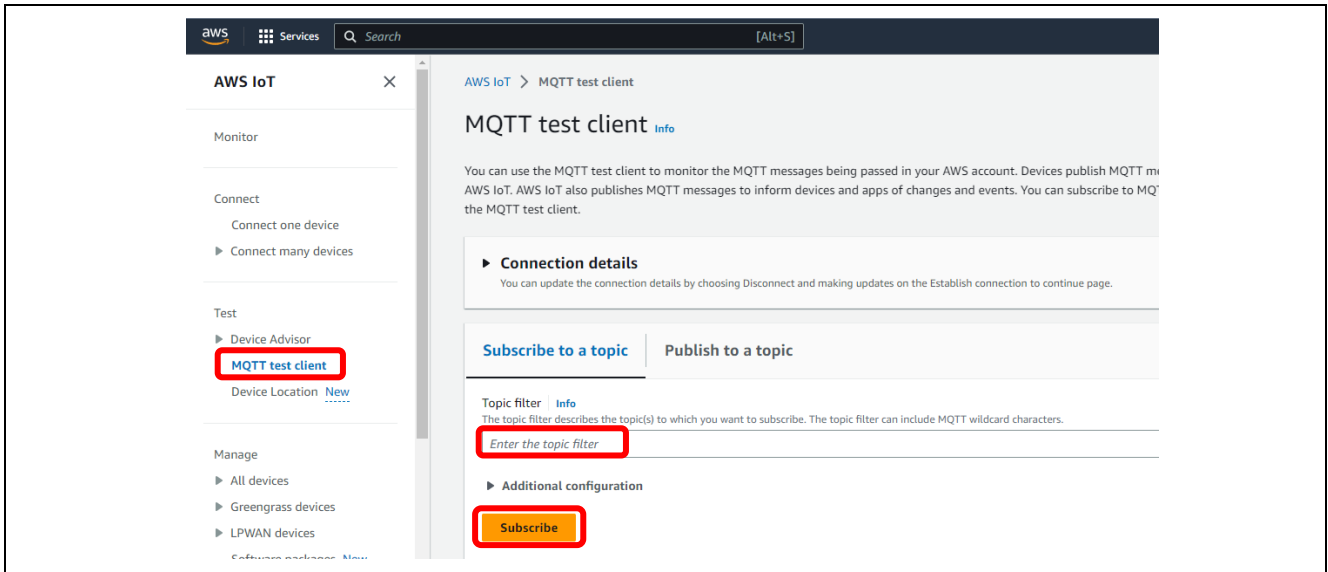 aws Services Search [Alt+S]
AWS IoT
Monitor
Connect
Connect one device
Connect many devices
Test
Device Advisor
MQTT test client
Device Location New
Manage
All devices
Greengrass devices
LPWAN devices
Software packages New
AWS IoT > MQTT test client
MQTT test client Info
You can use the MQTT test client to monitor the MQTT messages being passed in your AWS account. Devices publish MQTT
AWS IoT. AWS IoT also publishes MQTT messages to inform devices and apps of changes and events. You can subscribe to
the MQTT test client.
Connection details
You can update the connection details by choosing Disconnect and making updates on the Establish connection to continue page.
Subscribe to a topic Publish to a topic
Topic filter Info
The topic filter describes the topic(s) to which you want to subscribe. The topic filter can include MQTT wildcard characters.
Enter the topic filter
Additional configuration
Subscribe